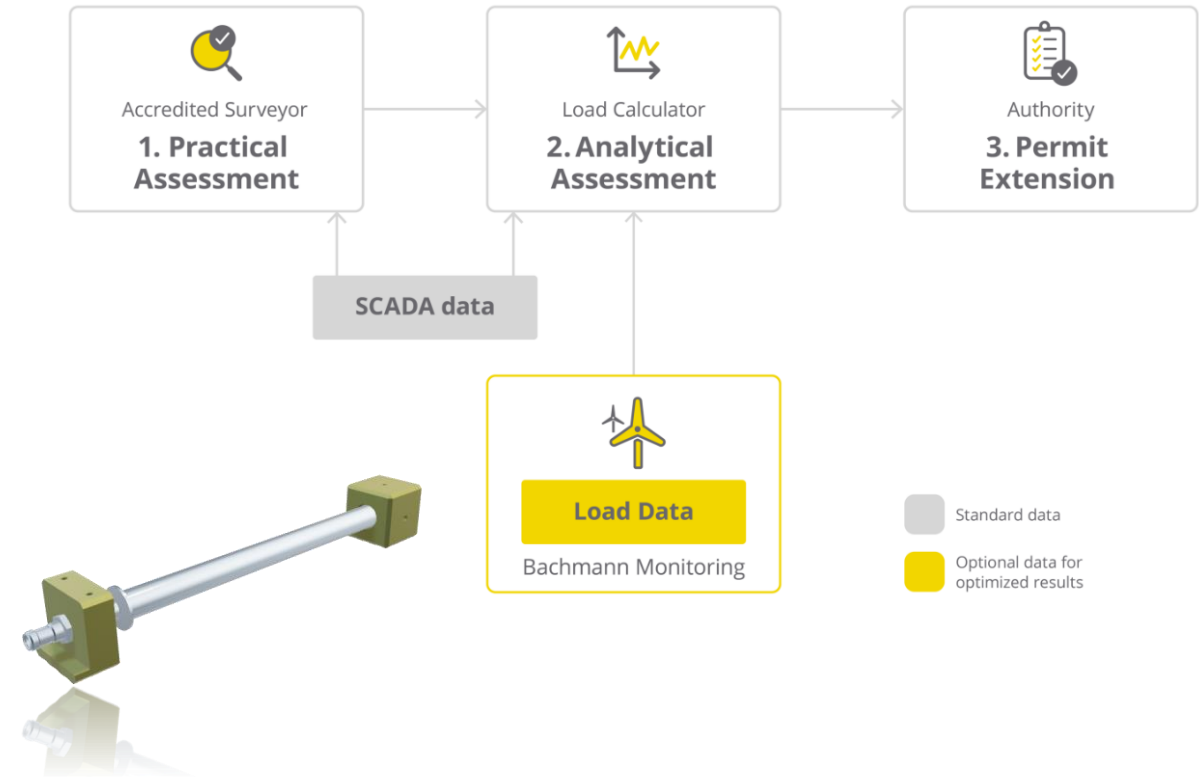 Accredited Surveyor
1. Practical
Assessment
Load Calculator
2. Analytical
Assessment
Authority
3. Permit
Extension
SCADA data
Load Data
Bachmann Monitoring
Standard data
Optional data for
optimized results